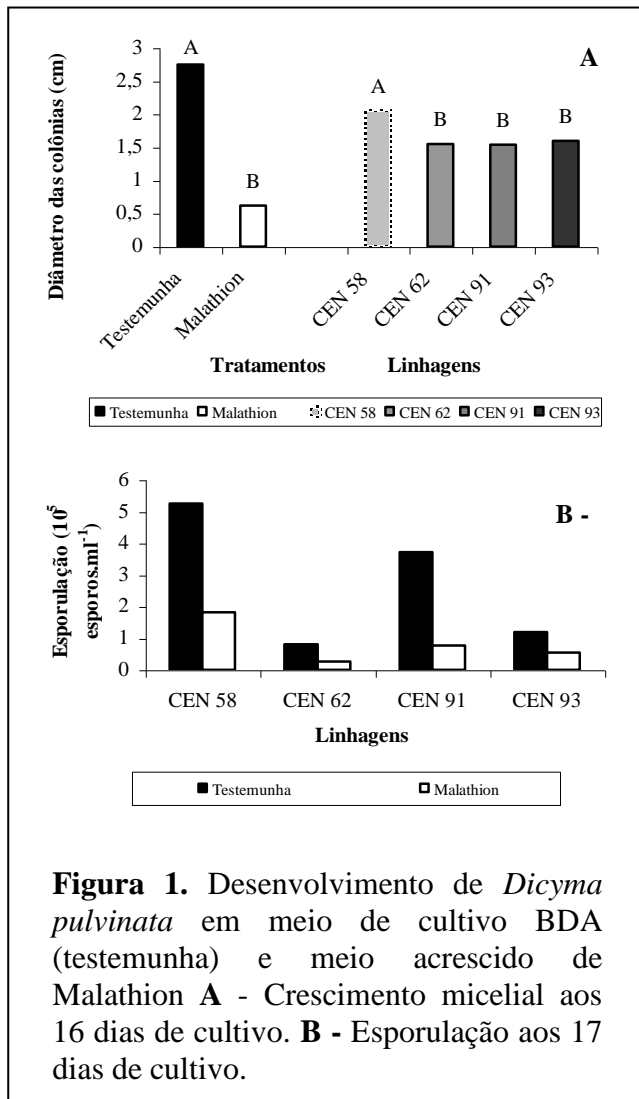 A
Diâmetro das colônias (cm)
3
2,5
2
1,5
1
0,5
0
A
B
A
B
B
B
Testemunha
Malathion
CEN 58
CEN 62
CEN 91
CEN 93
Tratamentos Linhagens
Testemunha Malathion CEN 58 CEN 62 CEN 91 CEN 93
B -
Esporulação (10⁵
esporos.ml⁻¹
6
5
4
3
2
1
0
CEN 58 CEN 62 CEN 91 CEN 93
Linhagens
Testemunha Malathion
Figura 1. Desenvolvimento de Dicyma
pulvinata em meio de cultivo BDA
(testemunha) e meio acrescido de
Malathion A - Crescimento micelial aos
16 dias de cultivo. B - Esporulação aos 17
dias de cultivo.